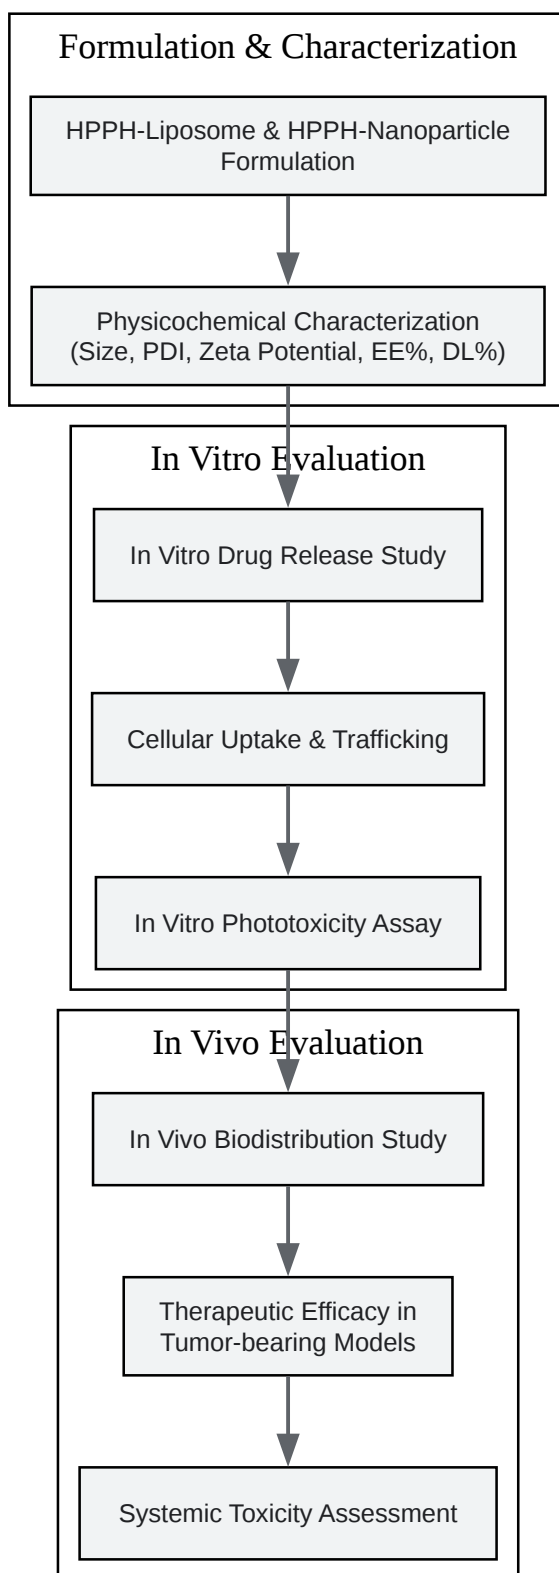 Formulation & Characterization
HPPH-Liposome & HPPH-Nanoparticle
Formulation
Physicochemical Characterization
(Size, PDI, Zeta Potential, EE%, DL%)
In Vitro Evaluation
In Vitro Drug Release Study
Cellular Uptake & Trafficking
In Vitro Phototoxicity Assay
In Vivo Evaluation
In Vivo Biodistribution Study
Therapeutic Efficacy in
Tumor-bearing Models
Systemic Toxicity Assessment